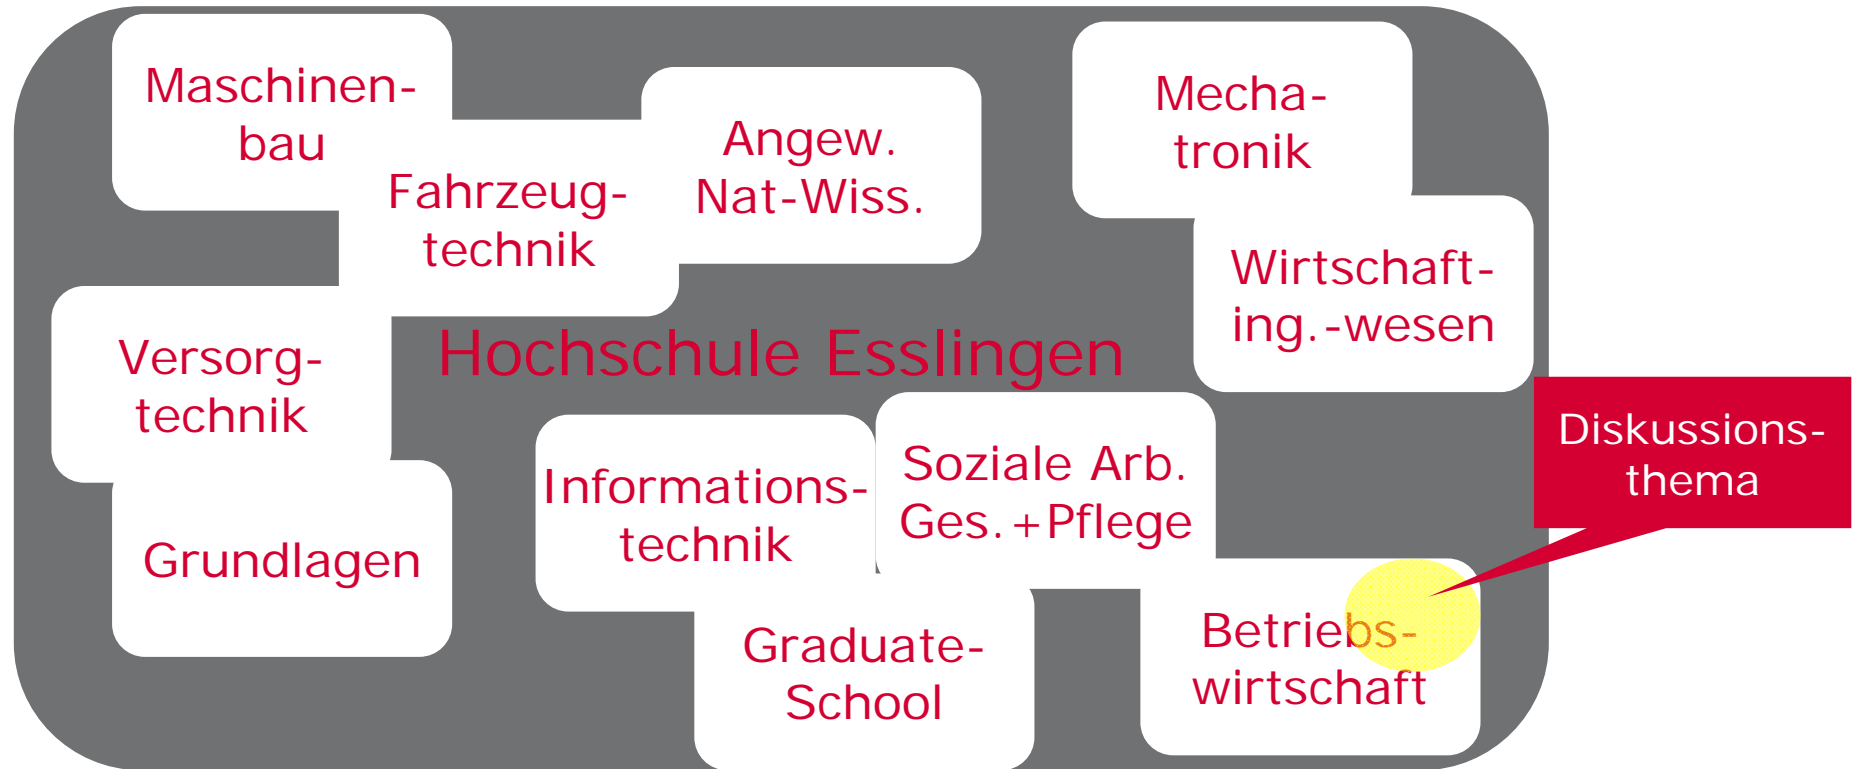 Maschinen-
bau
Fahrzeug-
technik
Angew.
Nat-Wiss.
Mecha-
tronik
Wirtschaft-
ing.-wesen
Versorg-
technik
Hochschule Esslingen
Grundlagen
Informations-
technik
Soziale Arb.
Ges.+Pflege
Graduate-
School
Betriebs-
wirtschaft
Diskussions-
thema